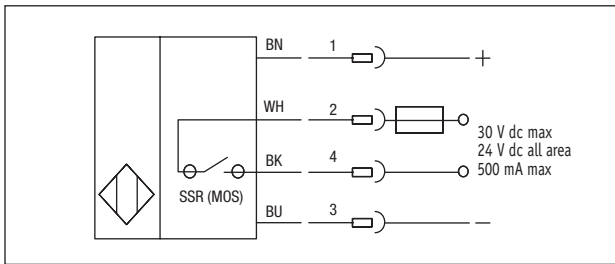 BN 1 +
WH 2
30 V dc max
24 V dc all area
500 mA max
BK 4
SSR (MOS)
BU 3 −